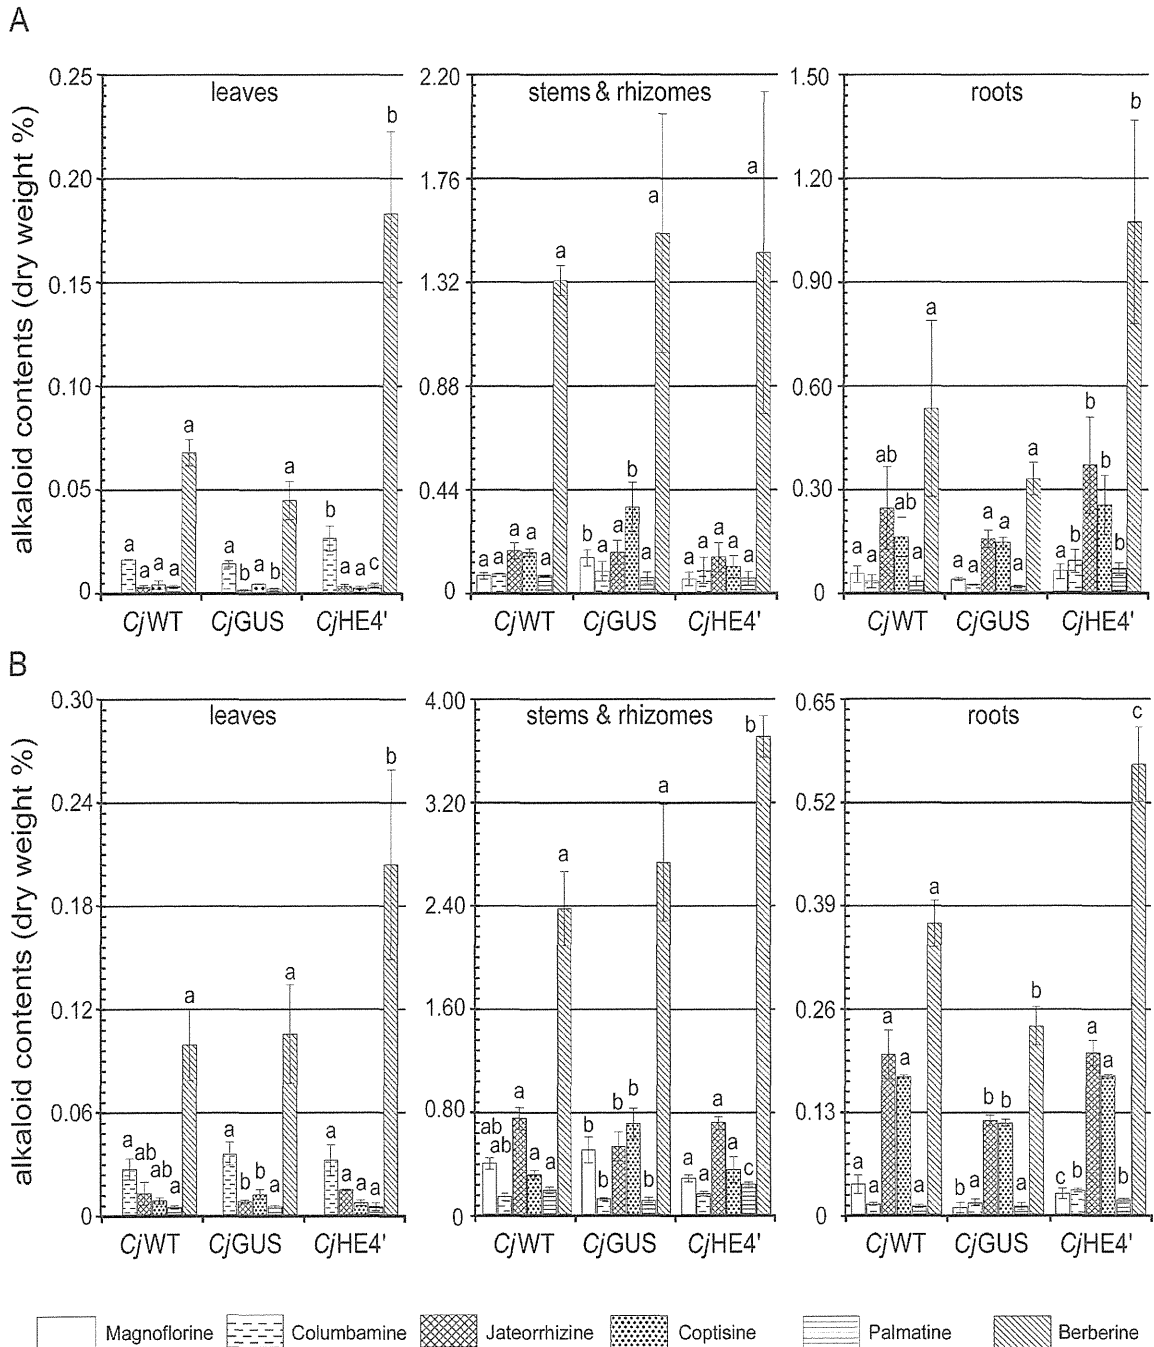 A
alkaloid contents (dry weight %)
leaves
0.25
0.20
0.15
0.10
0.05
0
a a a a a
a b a b a
b a a c b
CjWT CjGUS CjHE4'
stems & rhizomes
2.20
1.76
1.32
0.88
0.44
0
a a a a a a
b a a b a a
a a a a a a
CjWT CjGUS CjHE4'
roots
1.50
1.20
0.90
0.60
0.30
0
a a ab ab a a
a a a a a a
a b b b b b
CjWT CjGUS CjHE4'
B
alkaloid contents (dry weight %)
leaves
0.30
0.24
0.18
0.12
0.06
0
a ab ab a a
a b b a a
a a a a b
CjWT CjGUS CjHE4'
stems & rhizomes
4.00
3.20
2.40
1.60
0.80
0
ab ab a a a a
b b b b b a
a a a a c b
CjWT CjGUS CjHE4'
roots
0.65
0.52
0.39
0.26
0.13
0
a a a a a a
b a b b a b
c b a a b c
CjWT CjGUS CjHE4'
Magnoflorine Columbamine Jateorrhizine Coptisine Palmatine Berberine